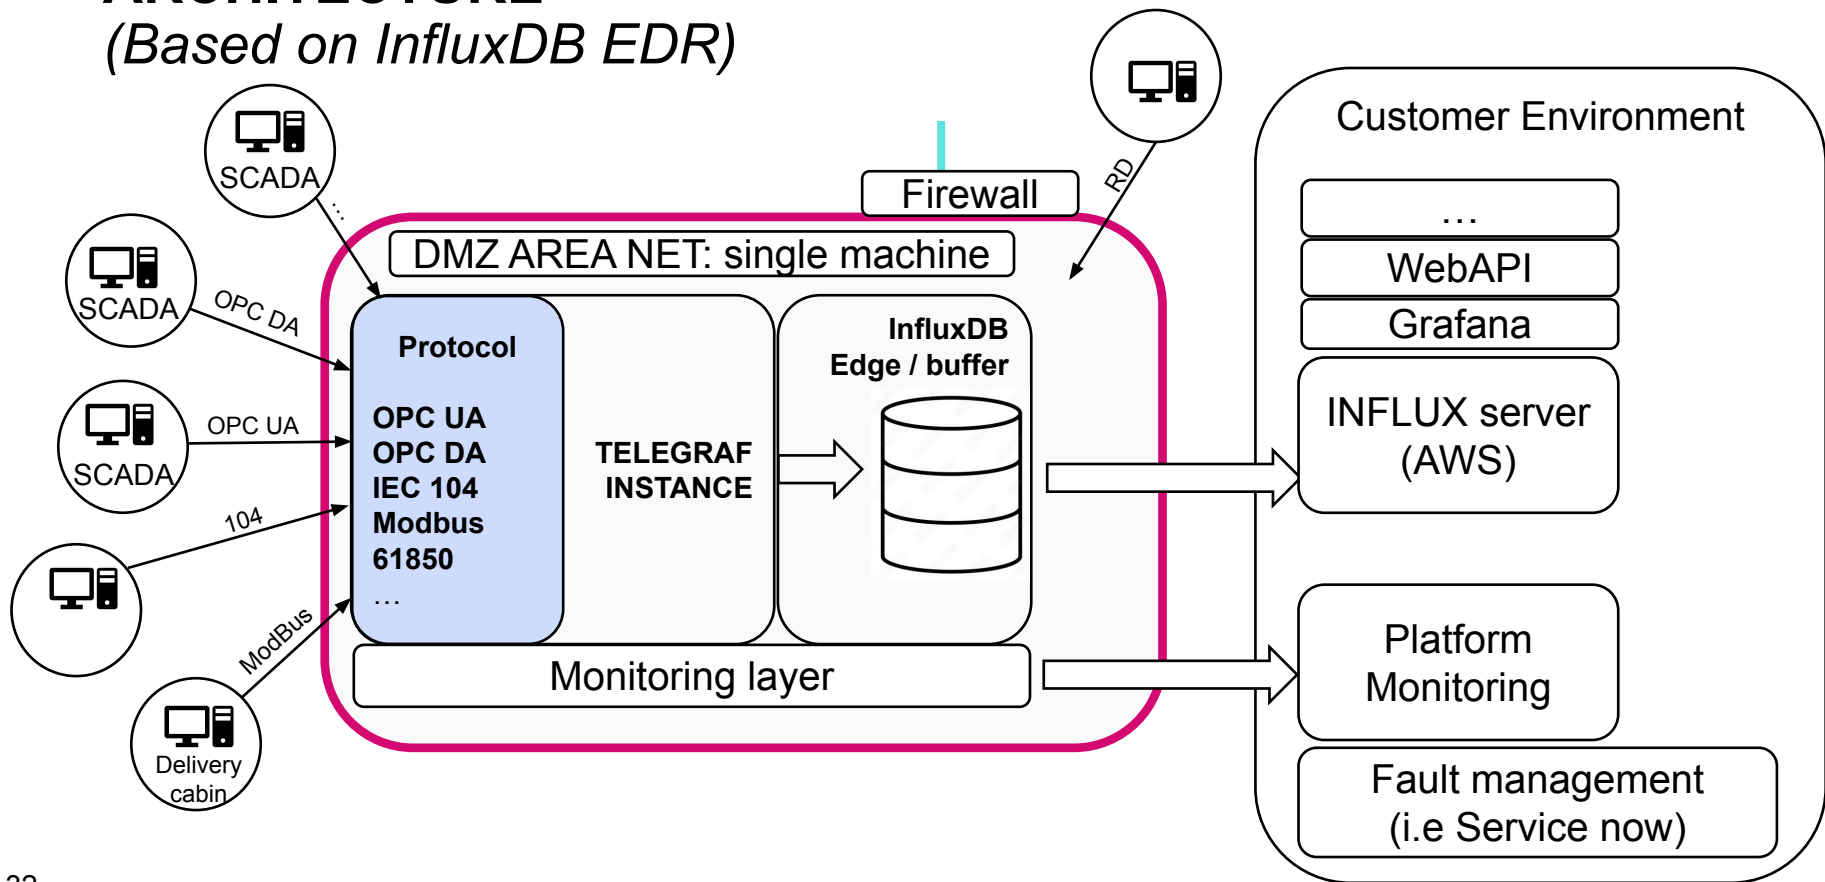 ARCHITECTURE
(Based on InfluxDB EDR)
Customer Environment
SCADA
...
RD
Firewall
…
DMZ AREA NET: single machine
WebAPI
SCADA
OPC DA
Grafana
Protocol
InfluxDB
Edge / buffer
OPC UA
OPC DA
IEC 104
Modbus
61850
…
OPC UA
SCADA
TELEGRAF
INSTANCE
INFLUX server
(AWS)
104
ModBus
Monitoring layer
Platform
Monitoring
Delivery
cabin
Fault management
(i.e Service now)
32